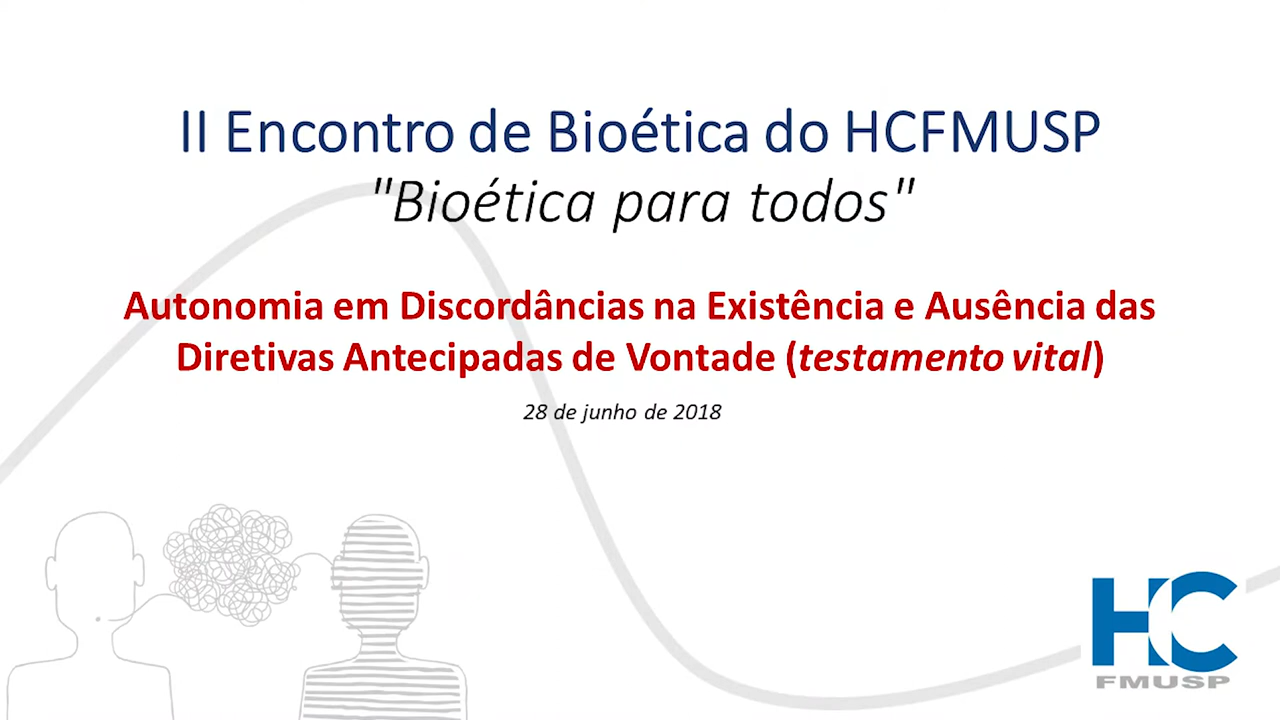 II Encontro de Bioética do HCFMUSP
"Bioética para todos"
Autonomia em Discordâncias na Existência e Ausência das
Diretivas Antecipadas de Vontade (testamento vital)
28 de junho de 2018
HC
FMUSP